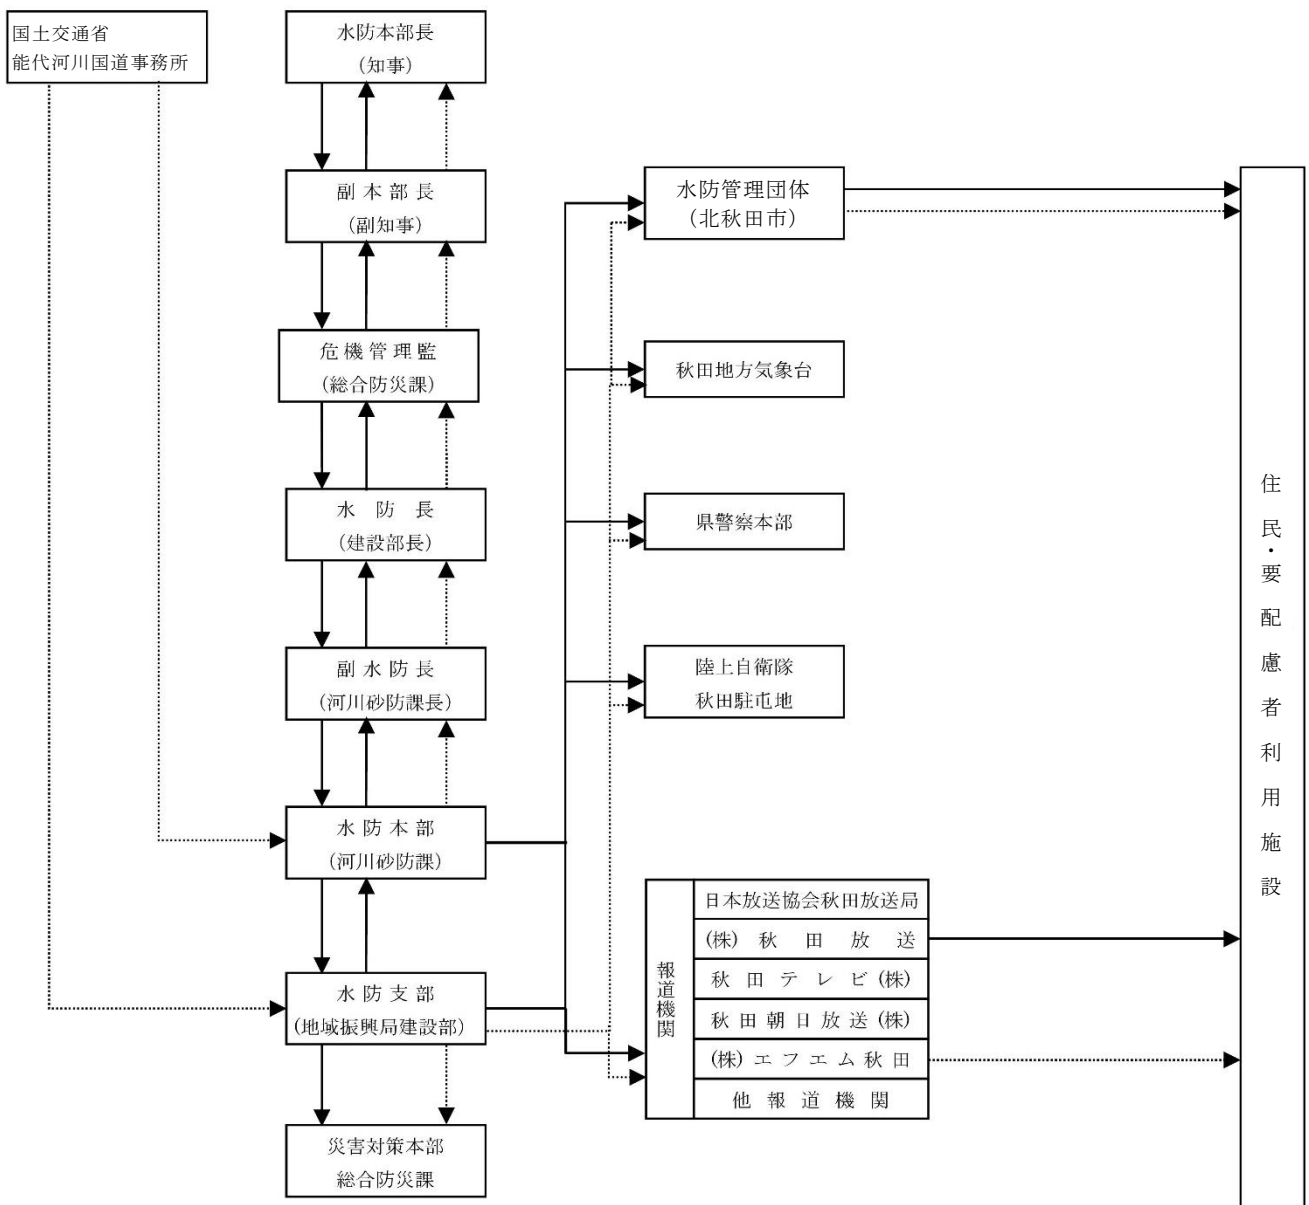 国土交通省
能代河川国道事務所
水防本部長
(知事)
副本部長
(副知事)
危機管理監
(総合防災課)
水防長
(建設部長)
副水防長
(河川砂防課長)
水防本部
(河川砂防課)
水防支部
(地域振興局建設部)
災害対策本部
総合防災課
水防管理団体
(北秋田市)
秋田地方気象台
県警察本部
陸上自衛隊
秋田駐屯地
報道機関
日本放送協会秋田放送局
(株)秋田放送
秋田テレビ(株)
秋田朝日放送(株)
(株)エフエム秋田
他報道機関
住民・要配慮者利用施設